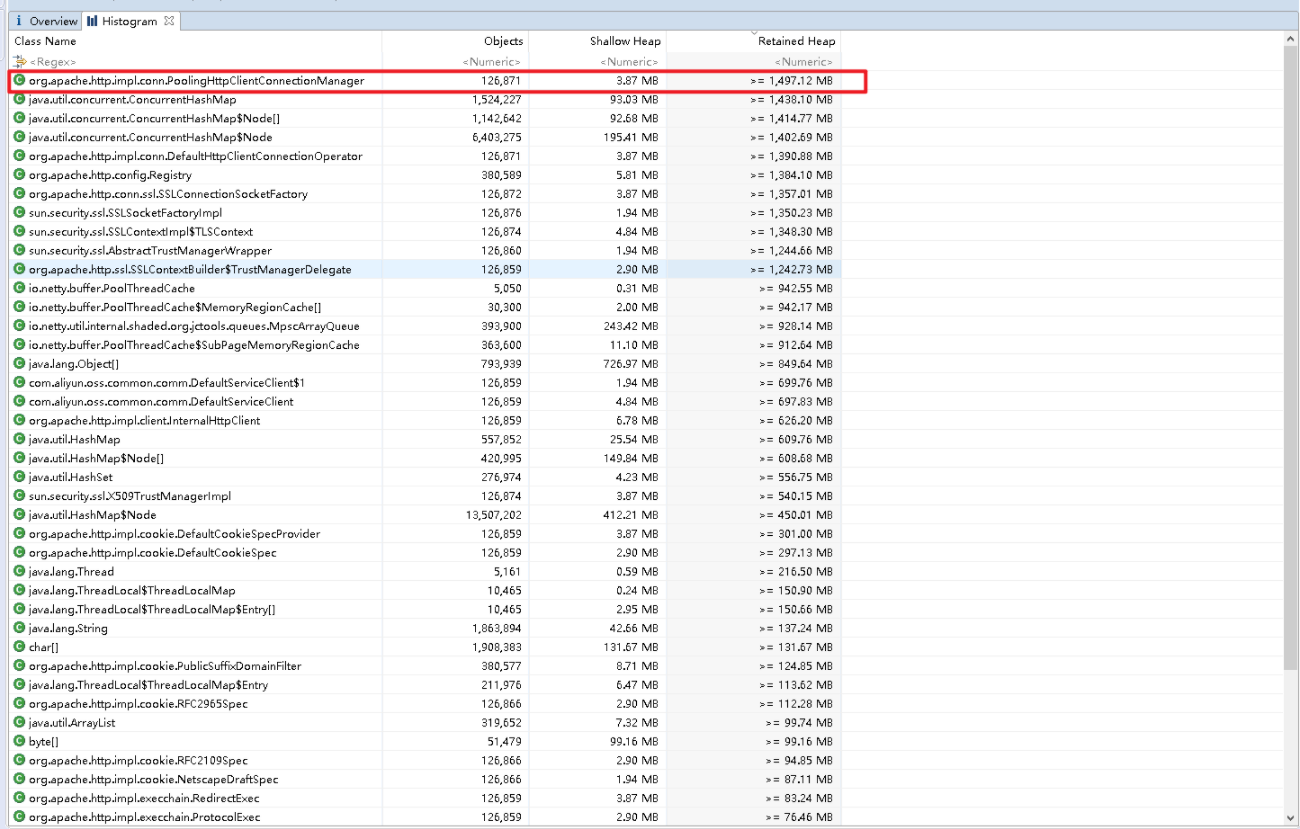 i Overview Histogram
Class Name Objects Shallow Heap Retained Heap
<Regex> <Numeric> <Numeric> <Numeric>
org.apache.http.impl.conn.PoolingHttpClientConnectionManager 126,871 3.87 MB >= 1,497.12 MB
java.util.concurrent.ConcurrentHashMap 1,524,227 93.03 MB >= 1,438.10 MB
java.util.concurrent.ConcurrentHashMap$Node[] 1,142,642 92.68 MB >= 1,414.77 MB
java.util.concurrent.ConcurrentHashMap$Node 6,403,275 195.41 MB >= 1,402.69 MB
org.apache.http.impl.conn.DefaultHttpClientConnectionOperator 126,871 3.87 MB >= 1,390.88 MB
org.apache.http.config.Registry 380,589 5.81 MB >= 1,384.10 MB
org.apache.http.conn.ssl.SSLConnectionSocketFactory 126,872 3.87 MB >= 1,357.01 MB
sun.security.ssl.SSLSocketFactoryImpl 126,876 1.94 MB >= 1,350.23 MB
sun.security.ssl.SSLContextImpl$TLSContext 126,874 4.84 MB >= 1,348.30 MB
sun.security.ssl.AbstractTrustManagerWrapper 126,860 1.94 MB >= 1,244.66 MB
org.apache.http.ssl.SSLContextBuilder$TrustManagerDelegate 126,859 2.90 MB >= 1,242.73 MB
io.netty.buffer.PoolThreadCache 5,050 0.31 MB >= 942.55 MB
io.netty.buffer.PoolThreadCache$MemoryRegionCache[] 30,300 2.00 MB >= 942.17 MB
io.netty.util.internal.shaded.org.jctools.queues.MpscArrayQueue 393,900 243.42 MB >= 928.14 MB
io.netty.buffer.PoolThreadCache$SubPageMemoryRegionCache 363,600 11.10 MB >= 912.64 MB
java.lang.Object[] 793,939 726.97 MB >= 849.64 MB
com.aliyun.oss.common.comm.DefaultServiceClient$1 126,859 1.94 MB >= 699.76 MB
com.aliyun.oss.common.comm.DefaultServiceClient 126,859 4.84 MB >= 697.83 MB
org.apache.http.impl.client.InternalHttpClient 126,859 6.78 MB >= 626.20 MB
java.util.HashMap 557,852 25.54 MB >= 609.76 MB
java.util.HashMap$Node[] 420,995 149.84 MB >= 608.68 MB
java.util.HashSet 276,974 4.23 MB >= 556.75 MB
sun.security.ssl.X509TrustManagerImpl 126,874 3.87 MB >= 540.15 MB
java.util.HashMap$Node 13,507,202 412.21 MB >= 450.01 MB
org.apache.http.impl.cookie.DefaultCookieSpecProvider 126,859 3.87 MB >= 301.00 MB
org.apache.http.impl.cookie.DefaultCookieSpec 126,859 2.90 MB >= 297.13 MB
java.lang.Thread 5,161 0.59 MB >= 216.50 MB
java.lang.ThreadLocal$ThreadLocalMap 10,465 0.24 MB >= 150.90 MB
java.lang.ThreadLocal$ThreadLocalMap$Entry[] 10,465 2.95 MB >= 150.66 MB
java.lang.String 1,863,894 42.66 MB >= 137.24 MB
char[] 1,908,383 131.67 MB >= 131.67 MB
org.apache.http.impl.cookie.PublicSuffixDomainFilter 380,577 8.71 MB >= 124.85 MB
java.lang.ThreadLocal$ThreadLocalMap$Entry 211,976 6.47 MB >= 113.62 MB
org.apache.http.impl.cookie.RFC2965Spec 126,866 2.90 MB >= 112.28 MB
java.util.ArrayList 319,652 7.32 MB >= 99.74 MB
byte[] 51,479 99.16 MB >= 99.16 MB
org.apache.http.impl.cookie.RFC2109Spec 126,866 2.90 MB >= 94.85 MB
org.apache.http.impl.cookie.NetscapeDraftSpec 126,866 1.94 MB >= 87.11 MB
org.apache.http.impl.execchain.RedirectExec 126,859 3.87 MB >= 83.24 MB
org.apache.http.impl.execchain.ProtocolExec 126,859 2.90 MB >= 76.46 MB